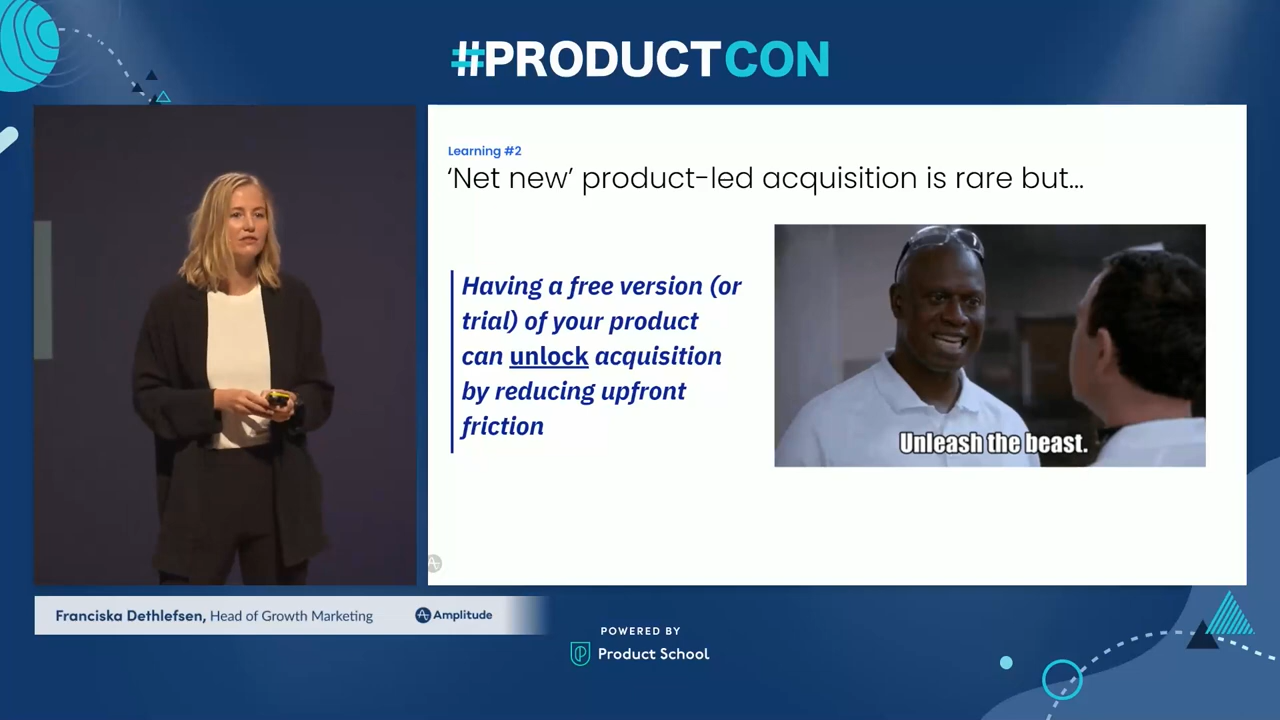 #PRODUCTCON
Learning #2
‘Net new’ product-led acquisition is rare but...
Having a free version (or
trial) of your product
can unlock acquisition
by reducing upfront
friction
Unleash the beast.
Franciska Dethlefsen, Head of Growth Marketing
Amplitude
POWERED BY
Product School